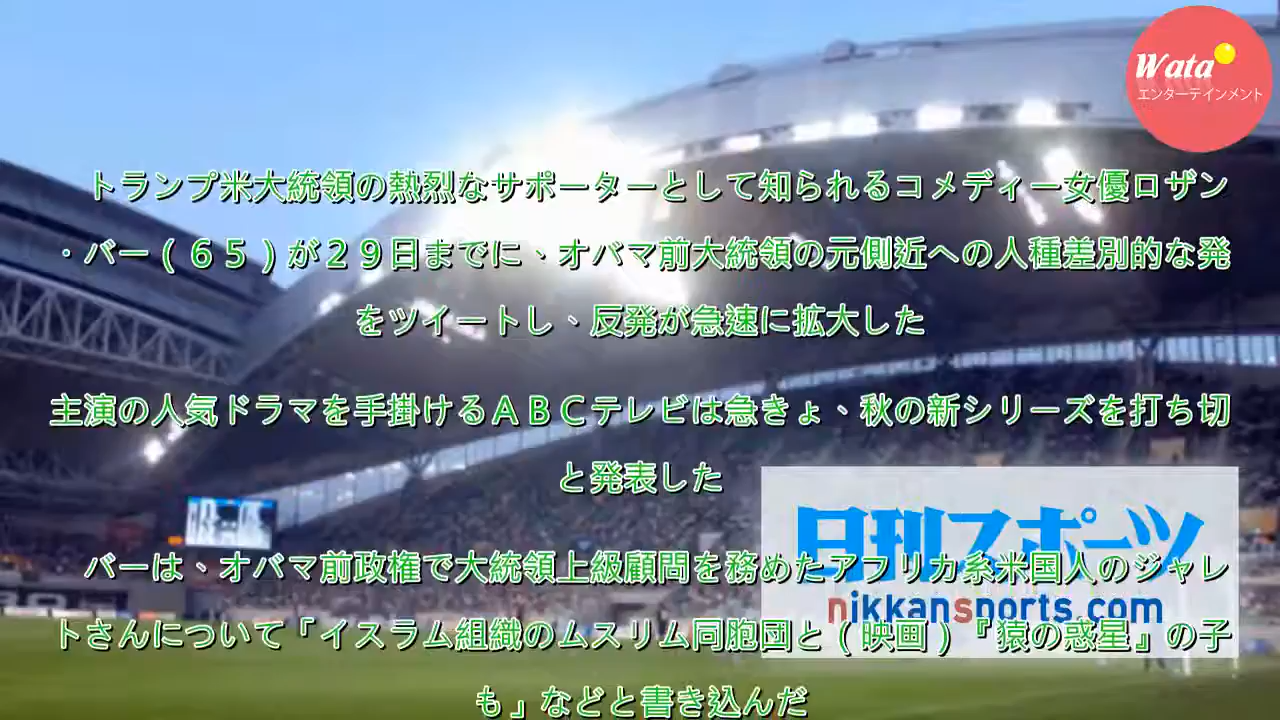 Wata
エンターテインメント
トランプ米大統領の熱烈なサポーターとして知られるコメディー女優ロザン
・バー(65)が29日までに、オバマ前大統領の元側近への人種差別的な発
をツイートし、反発が急速に拡大した
主演の人気ドラマを手掛けるABCテレビは急きょ、秋の新シリーズを打ち切
と発表した
日刊スポーツ
バーは、オバマ前政権で大統領上級顧問を務めたアフリカ系米国人のジャレ
nikkansports.com
トさんについて「イスラム組織のムスリム同胞団と(映画)『猿の惑星』の子
も」などと書き込んだ